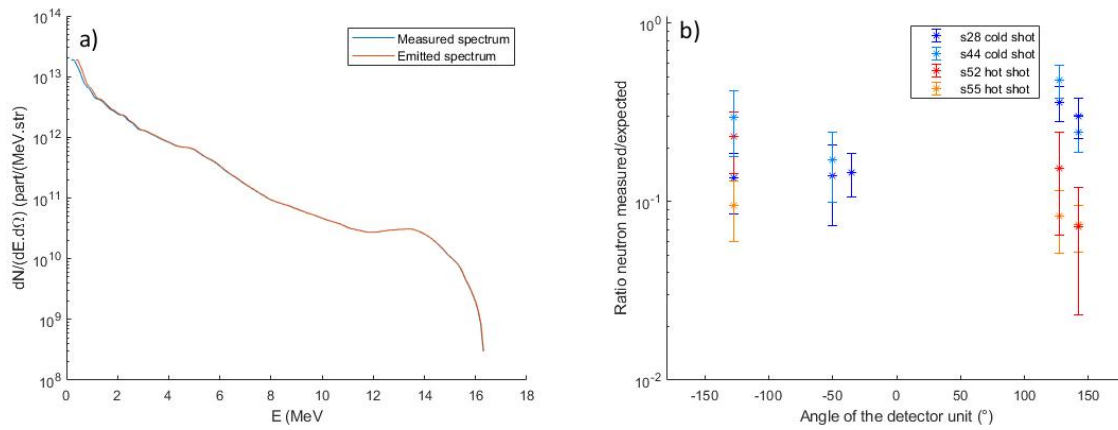 a)
Measured spectrum
Emitted spectrum
10^14
10^13
10^12
10^11
10^10
10^9
10^8
dN/(dE.dΩ) (part/(MeV.str)
0 2 4 6 8 10 12 14 16 18
E (MeV
b)
s28 cold shot
s44 cold shot
s52 hot shot
s55 hot shot
10^0
10^-1
10^-2
Ratio neutron measured/expected
-150 -100 -50 0 50 100 150
Angle of the detector unit (°)